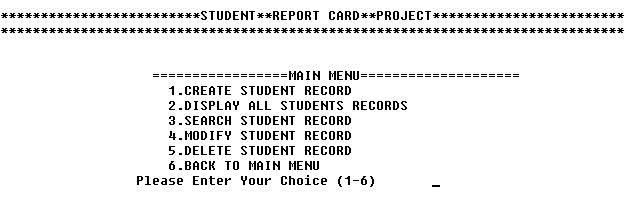 *************************STUDENT**REPORT CARD**PROJECT************************
******************************************************************************
=================MAIN MENU====================
1.CREATE STUDENT RECORD
2.DISPLAY ALL STUDENTS RECORDS
3.SEARCH STUDENT RECORD
4.MODIFY STUDENT RECORD
5.DELETE STUDENT RECORD
6.BACK TO MAIN MENU
Please Enter Your Choice (1-6) _